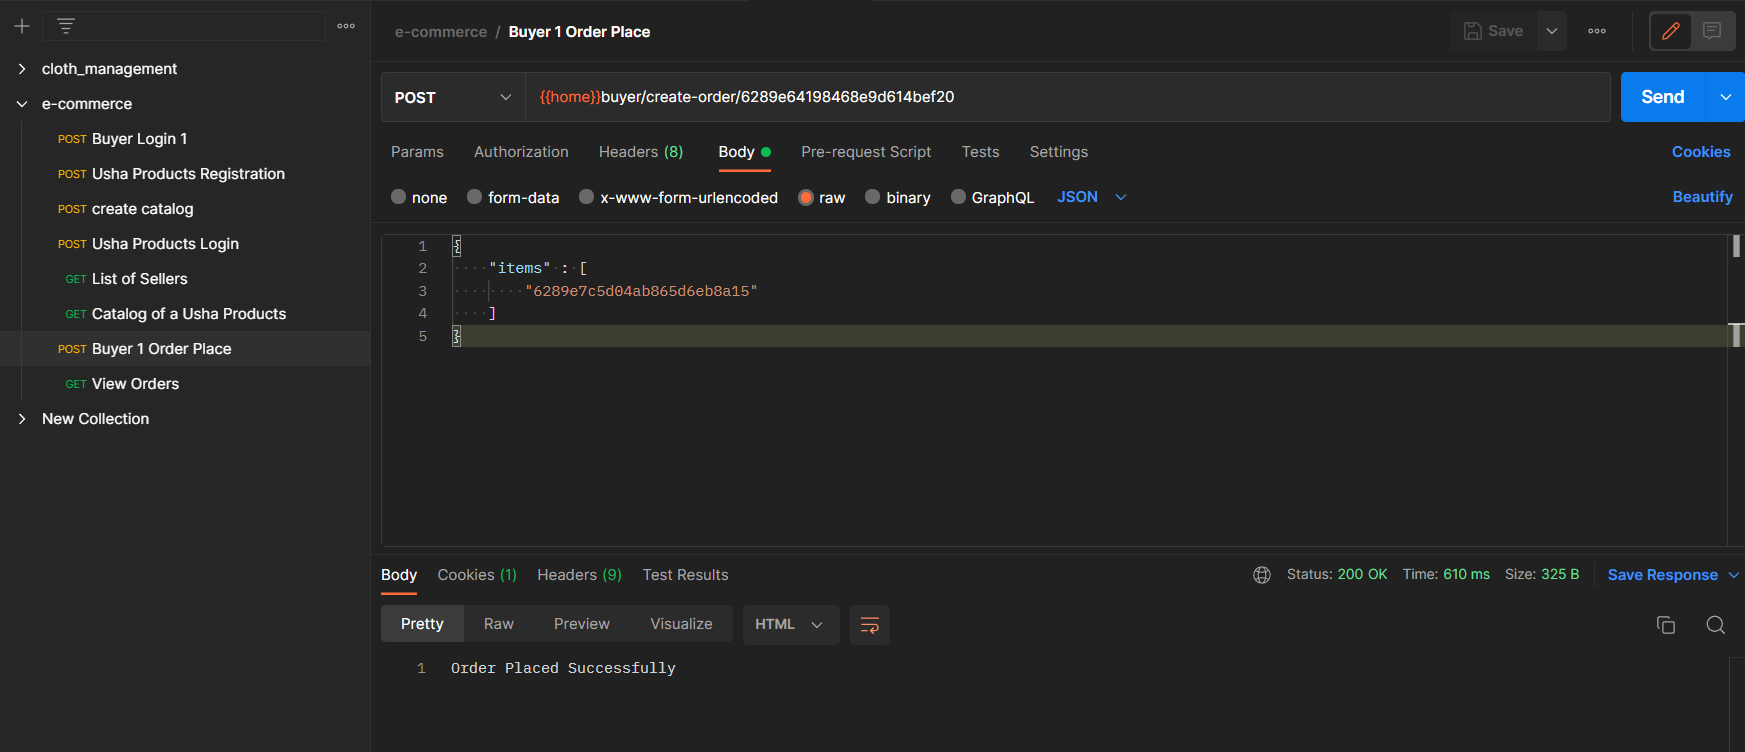 e-commerce / Buyer 1 Order Place
Save
cloth_management
e-commerce
POST Buyer Login 1
POST Usha Products Registration
POST create catalog
POST Usha Products Login
GET List of Sellers
GET Catalog of a Usha Products
POST Buyer 1 Order Place
GET View Orders
New Collection
POST {{home}}buyer/create-order/6289e64198468e9d614bef20 Send
Params Authorization Headers (8) Body Pre-request Script Tests Settings Cookies
none form-data x-www-form-urlencoded raw binary GraphQL JSON Beautify
1 {
2 "items" : [
3 "6289e7c5d04ab865d6eb8a15"
4 ]
5 }
Body Cookies (1) Headers (9) Test Results Status: 200 OK Time: 610 ms Size: 325 B Save Response
Pretty Raw Preview Visualize HTML
1 Order Placed Successfully